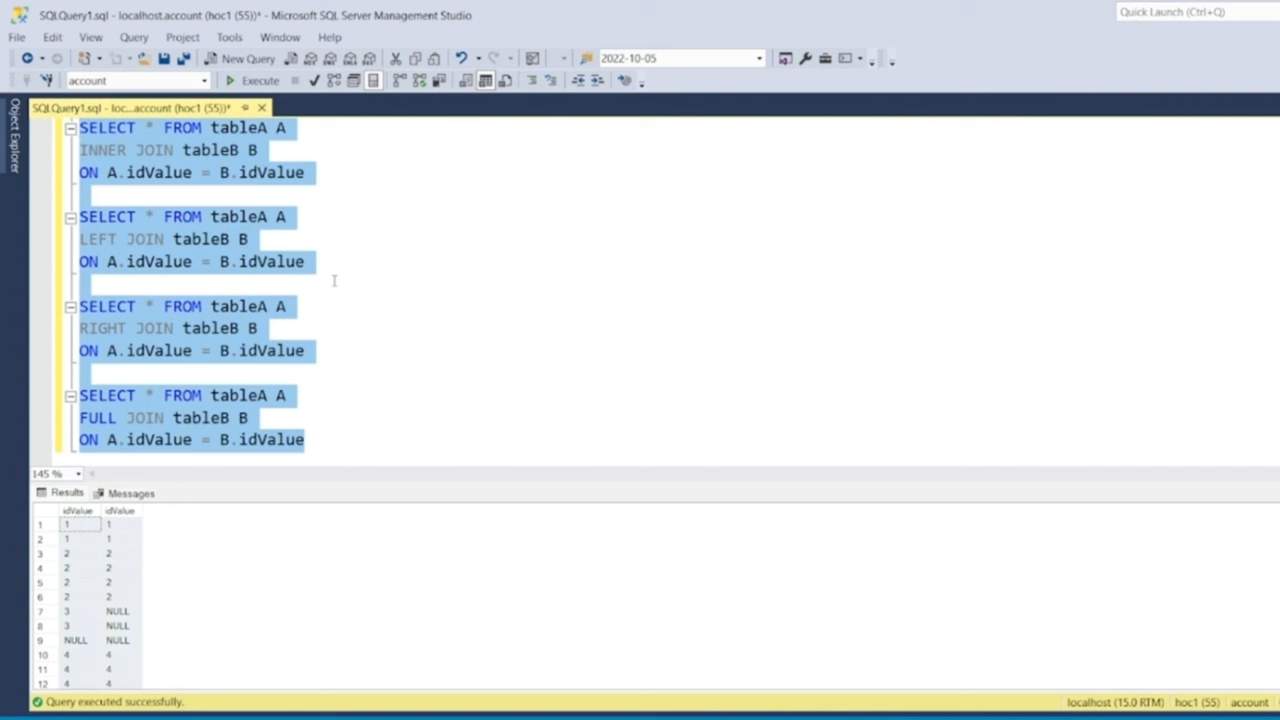 SQLQuery1.sql - localhost.account (hoc1 (55))* - Microsoft SQL Server Management Studio
Quick Launch (Ctrl+Q)
File Edit View Query Project Tools Window Help
New Query 2022-10-05
account Execute
SQLQuery1.sql - loc...account (hoc1 (55))*
Object Explorer
SELECT * FROM tableA A
INNER JOIN tableB B
ON A.idValue = B.idValue
SELECT * FROM tableA A
LEFT JOIN tableB B
ON A.idValue = B.idValue
SELECT * FROM tableA A
RIGHT JOIN tableB B
ON A.idValue = B.idValue
SELECT * FROM tableA A
FULL JOIN tableB B
ON A.idValue = B.idValue
145 %
Results Messages
idValue idValue
1 1 1
2 1 1
3 2 2
4 2 2
5 2 2
6 2 2
7 3 NULL
8 3 NULL
9 NULL NULL
10 4 4
11 4 4
12 4 4
Query executed successfully. localhost (15.0 RTM) hoc1 (55) account